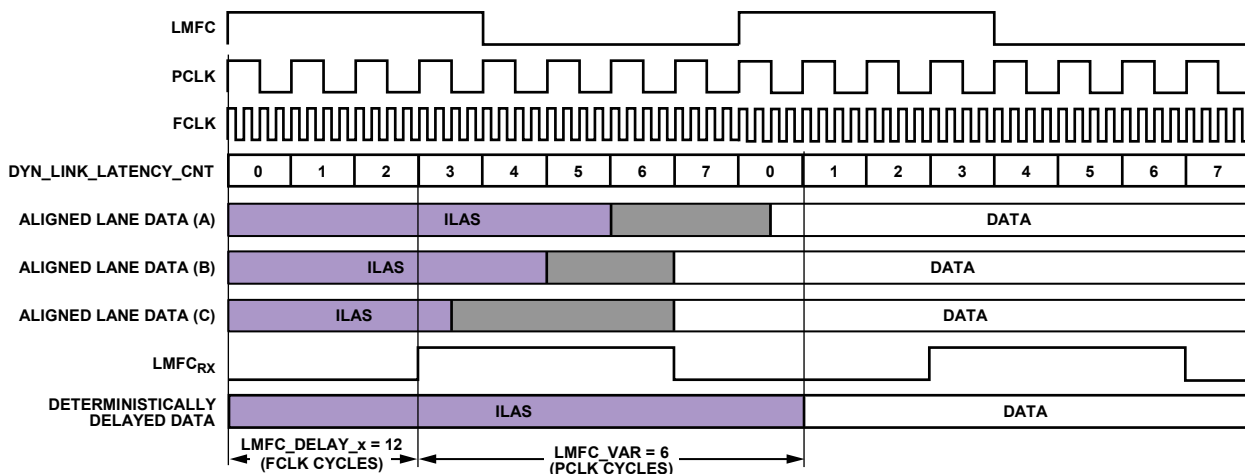 LMFC
PCLK
FCLK
DYN_LINK_LATENCY_CNT 0 1 2 3 4 5 6 7 0 1 2 3 4 5 6 7
ALIGNED LANE DATA (A) ILAS DATA
ALIGNED LANE DATA (B) ILAS DATA
ALIGNED LANE DATA (C) ILAS DATA
LMFCRX
DETERMINISTICALLY
DELAYED DATA
ILAS DATA
LMFC_DELAY_x = 12
(FCLK CYCLES)
LMFC_VAR = 6
(PCLK CYCLES)